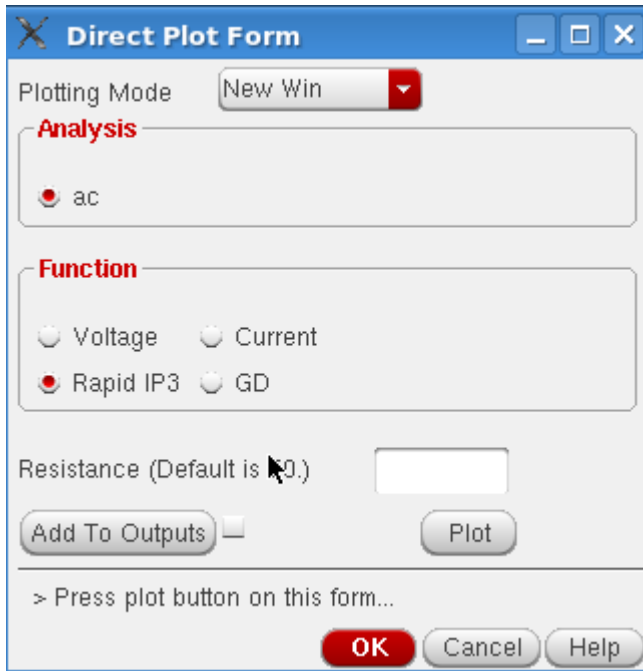 Direct Plot Form
Plotting Mode New Win
Analysis
ac
Function
Voltage Current
Rapid IP3 GD
Resistance (Default is 0.)
Add To Outputs Plot
> Press plot button on this form...
OK Cancel Help